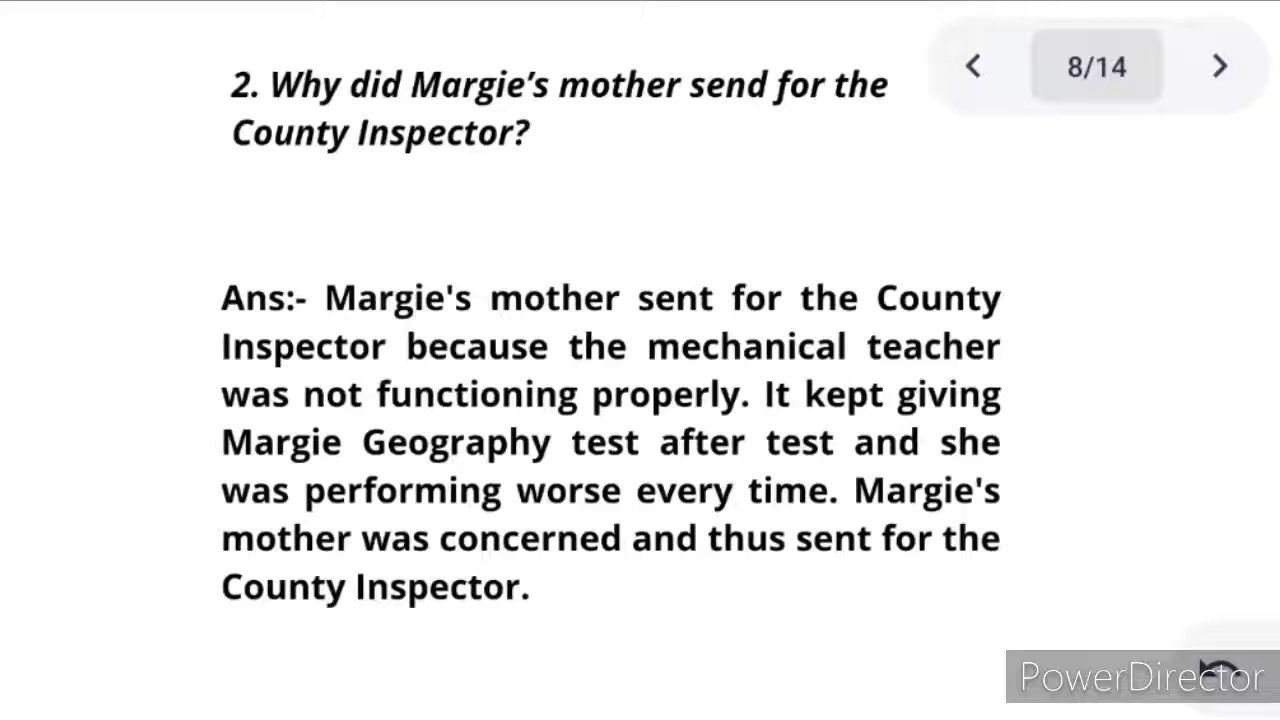 2. Why did Margie's mother send for the
County Inspector?
8/14
Ans:- Margie's mother sent for the County
Inspector because the mechanical teacher
was not functioning properly. It kept giving
Margie Geography test after test and she
was performing worse every time. Margie's
mother was concerned and thus sent for the
County Inspector.
PowerDirector